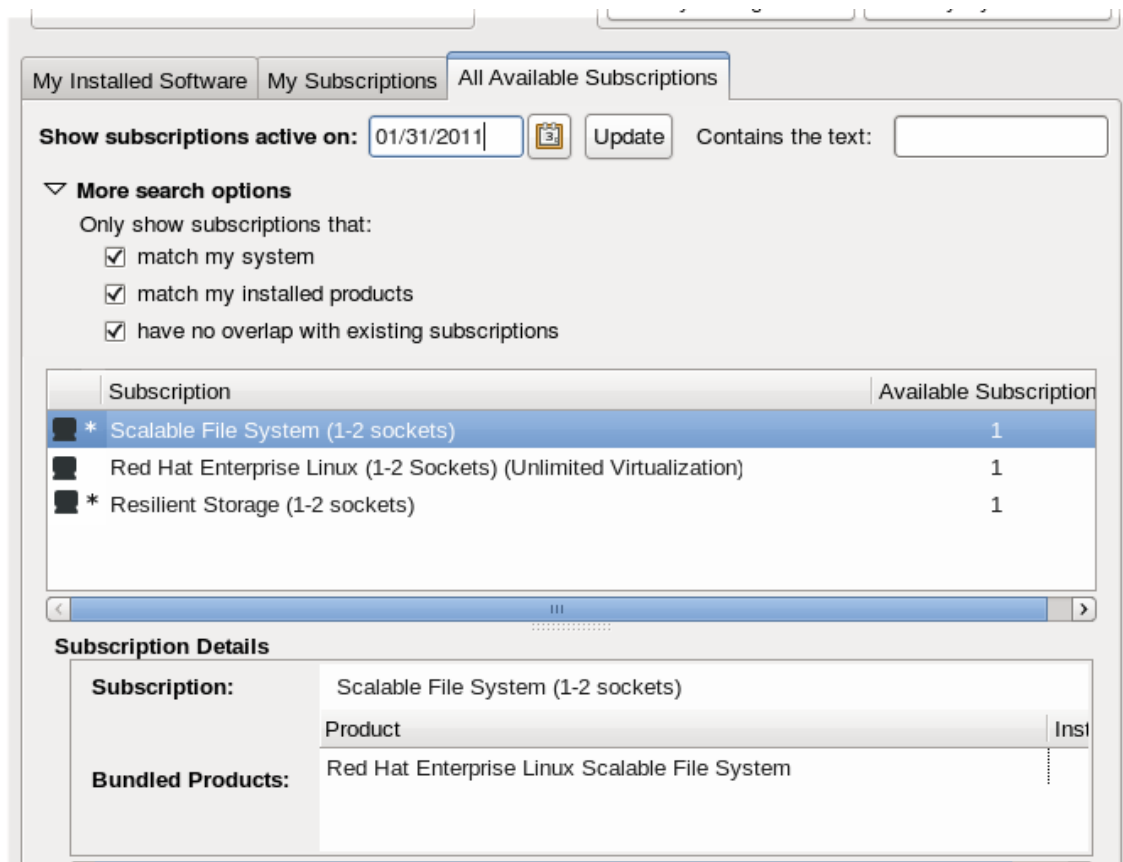 My Installed Software My Subscriptions All Available Subscriptions
Show subscriptions active on: 01/31/2011 Update Contains the text:
More search options
Only show subscriptions that:
match my system
match my installed products
have no overlap with existing subscriptions
Subscription Available Subscription
* Scalable File System (1-2 sockets) 1
Red Hat Enterprise Linux (1-2 Sockets) (Unlimited Virtualization) 1
* Resilient Storage (1-2 sockets) 1
Subscription Details
Subscription: Scalable File System (1-2 sockets)
Product Inst
Bundled Products: Red Hat Enterprise Linux Scalable File System